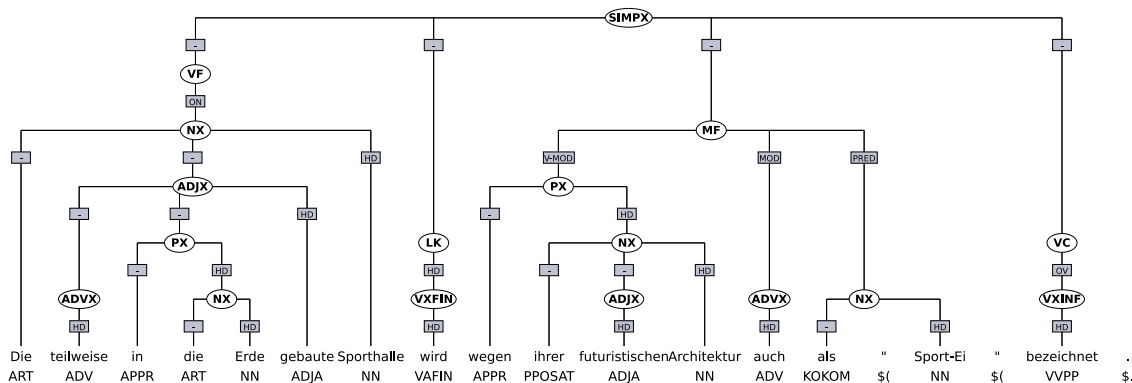 SIMPX
- - - -
VF
ON
NX MF
- - HD V-MOD MOD PRED
ADJX PX
- - HD - HD
PX LK NX VC
- HD HD - - HD OV
ADVX NX VXFIN ADJX ADVX NX VXINF
HD - HD HD HD HD - HD HD
Die teilweise in die Erde gebaute Sporthalle wird wegen ihrer futuristischen Architektur auch als " Sport-Ei " bezeichnet .
ART ADV APPR ART NN ADJA NN VAFIN APPR PPOSAT ADJA NN ADV KOKOM $( NN $( VVPP $.